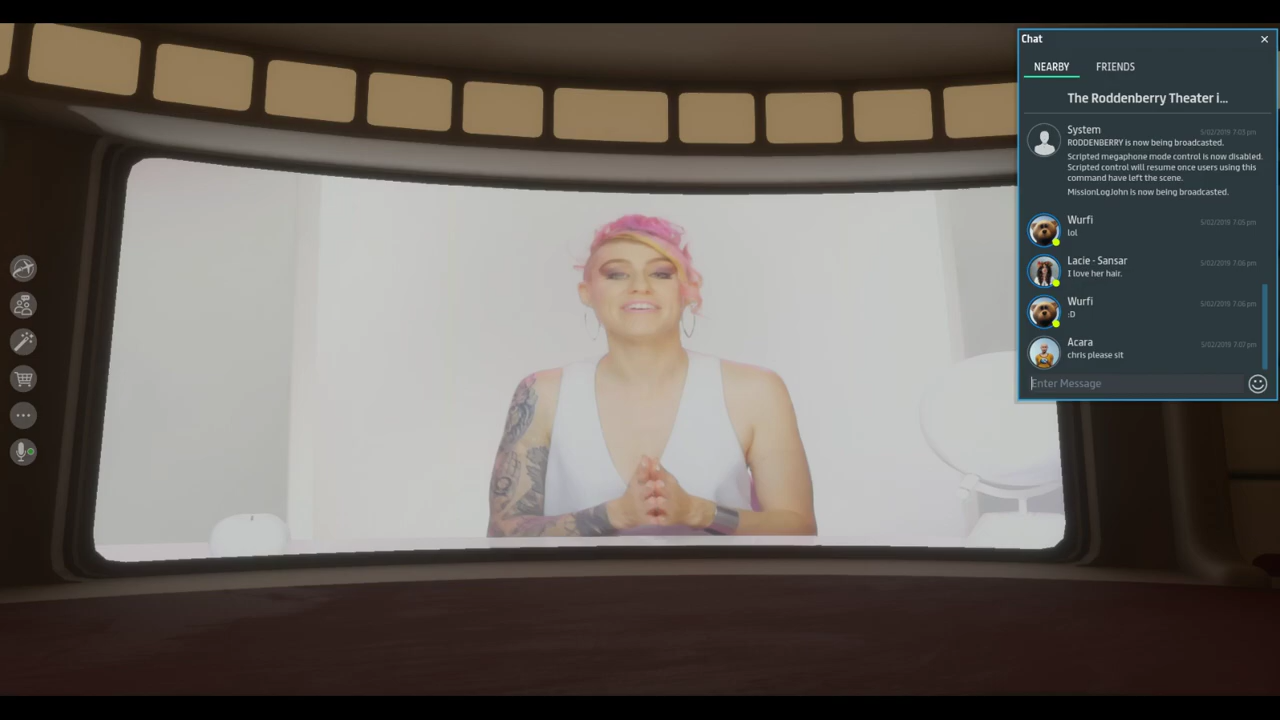 Chat
NEARBY
FRIENDS
The Roddenberry Theater i...
System
5/02/2019 7:03 pm
RODDENBERRY is now being broadcasted.
Scripted megaphone mode control is now disabled.
Scripted control will resume once users using this
command have left the scene.
MissionLogJohn is now being broadcasted.
Wurfi
5/02/2019 7:05 pm
lol
Lacie - Sansar
5/02/2019 7:06 pm
I love her hair.
Wurfi
5/02/2019 7:06 pm
:D
Acara
5/02/2019 7:07 pm
chris please sit
Enter Message